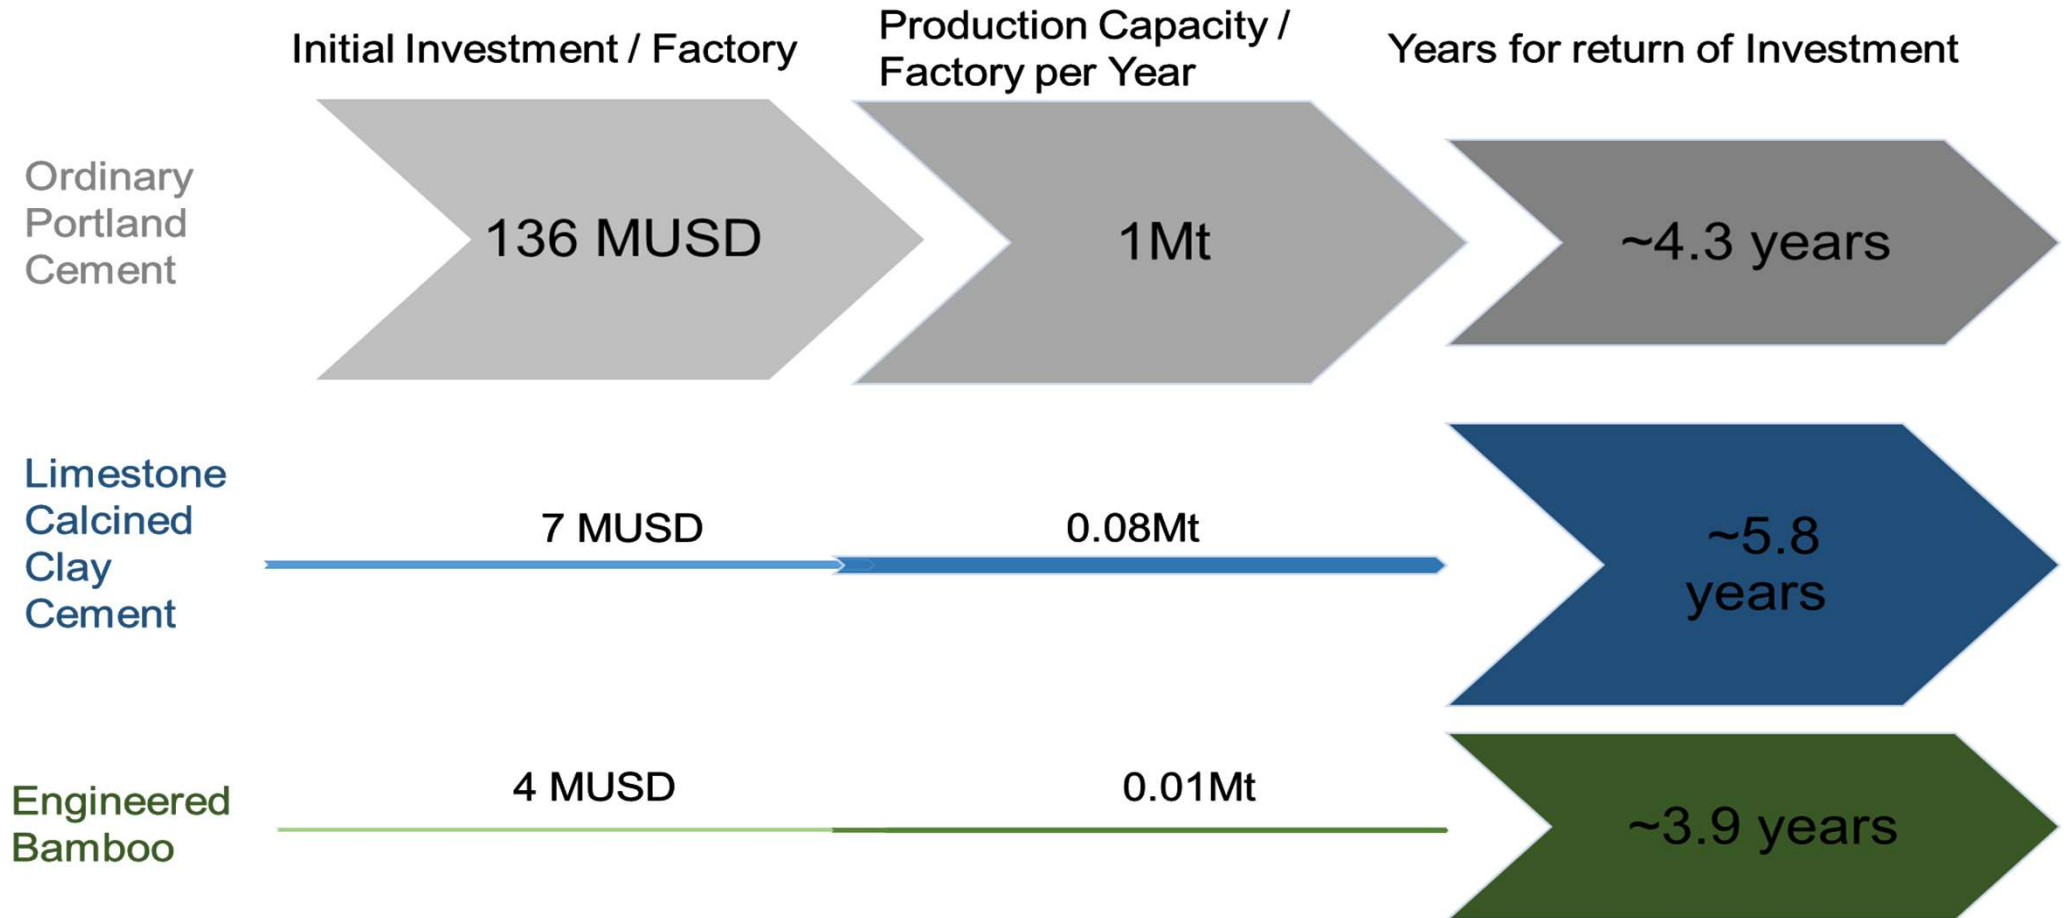 Initial Investment / Factory
Production Capacity /
Factory per Year
Years for return of Investment
Ordinary
Portland
Cement
136 MUSD
1Mt
~4.3 years
Limestone
Calcined
Clay
Cement
7 MUSD
0.08Mt
~5.8
years
Engineered
Bamboo
4 MUSD
0.01Mt
~3.9 years